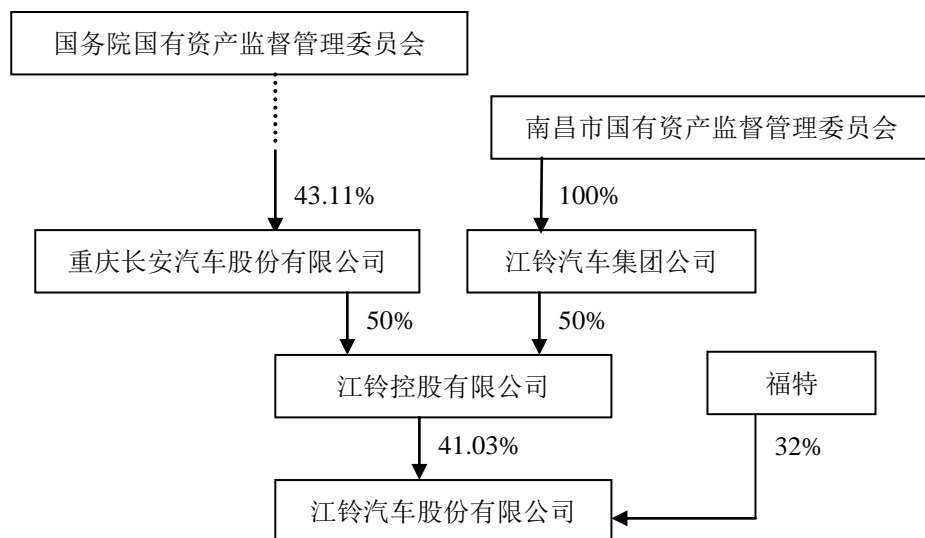 国务院国有资产监督管理委员会
南昌市国有资产监督管理委员会
43.11%
100%
重庆长安汽车股份有限公司
江铃汽车集团公司
50%
50%
江铃控股有限公司
福特
41.03%
32%
江铃汽车股份有限公司